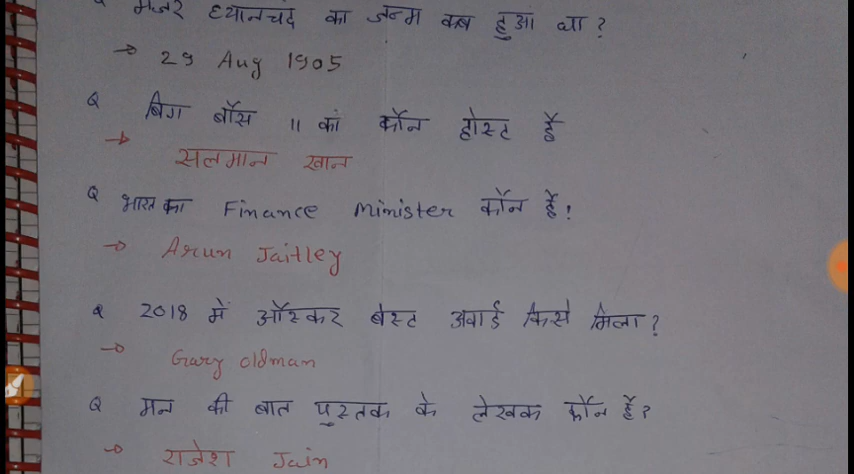 Q मेजर ध्यानचंद का जन्म कब हुआ था?
→ 29 Aug 1905
Q बिग बॉस 11 का कौन होस्ट है
→ सलमान खान
Q भारत का Finance Minister कौन है!
→ Arun Jaitley
Q 2018 में ऑस्कर बेस्ट अवार्ड किसे मिला?
→ Gary oldman
Q मन की बात पुस्तक के लेखक कौन है?
→ राजेश Jain